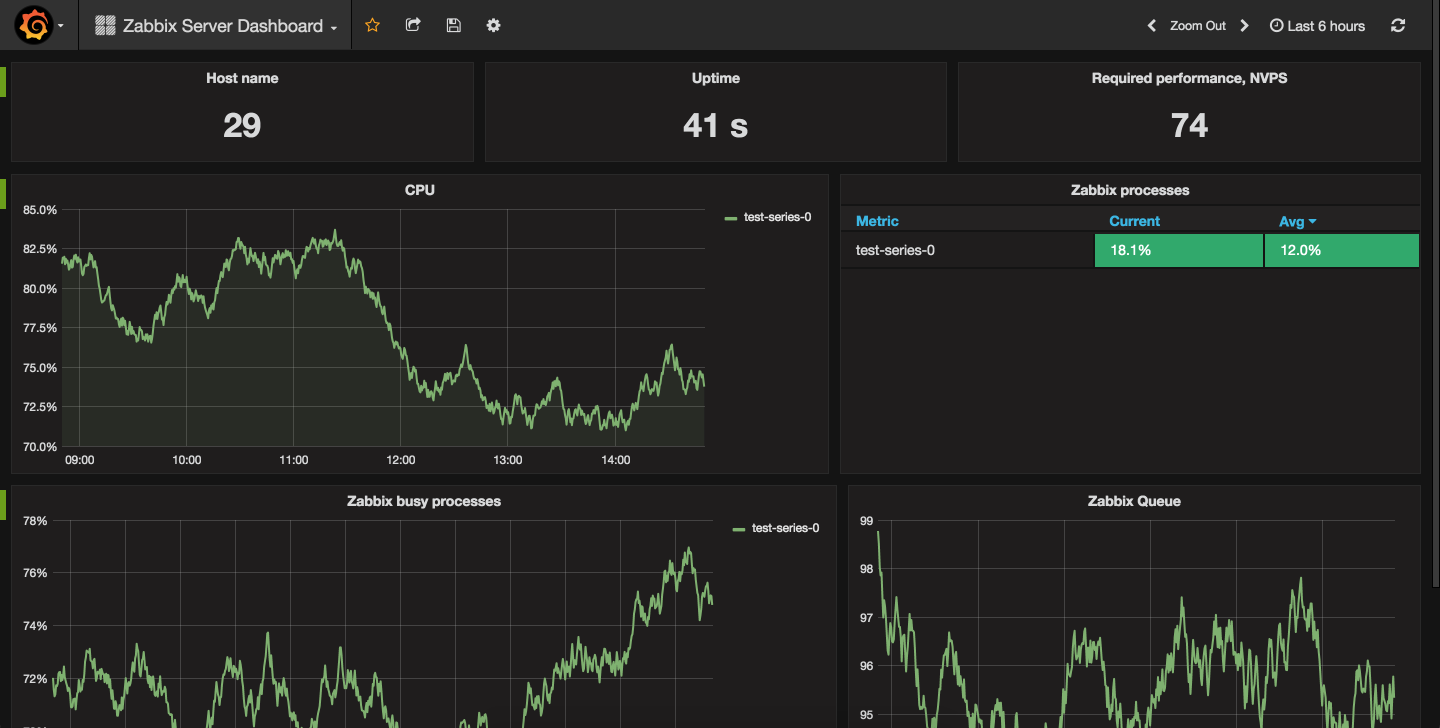 Zabbix Server Dashboard
Zoom Out
Last 6 hours
Host name
29
Uptime
41 s
Required performance, NVPS
74
CPU
85.0%
82.5%
80.0%
77.5%
75.0%
72.5%
70.0%
09:00 10:00 11:00 12:00 13:00 14:00
test-series-0
Zabbix processes
Metric Current Avg
test-series-0 18.1% 12.0%
Zabbix busy processes
78%
76%
74%
72%
test-series-0
Zabbix Queue
99
98
97
96
95